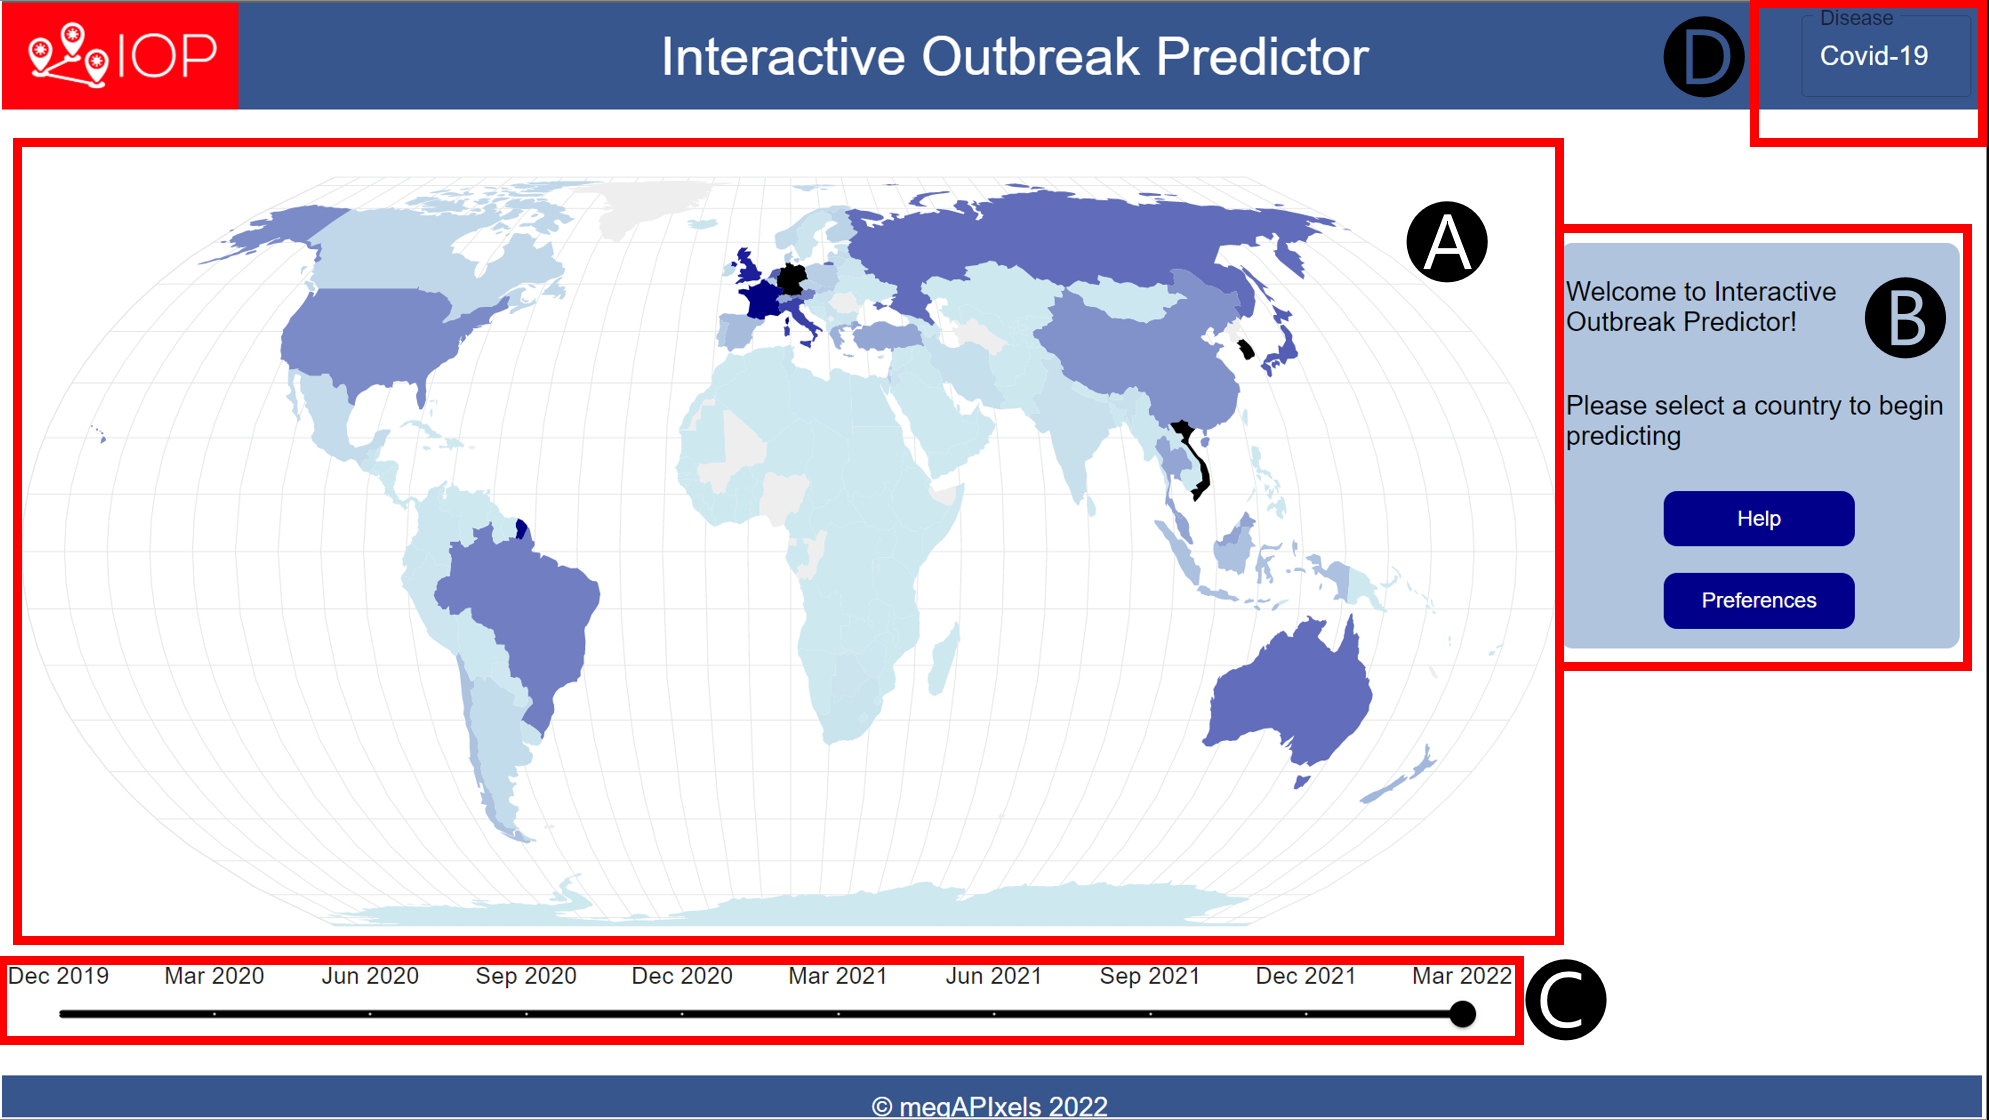 IOP
Interactive Outbreak Predictor
D
Disease
Covid-19
A
Welcome to Interactive
Outbreak Predictor!
B
Please select a country to begin
predicting
Help
Preferences
Dec 2019 Mar 2020 Jun 2020 Sep 2020 Dec 2020 Mar 2021 Jun 2021 Sep 2021 Dec 2021 Mar 2022
C
© megAPIxels 2022